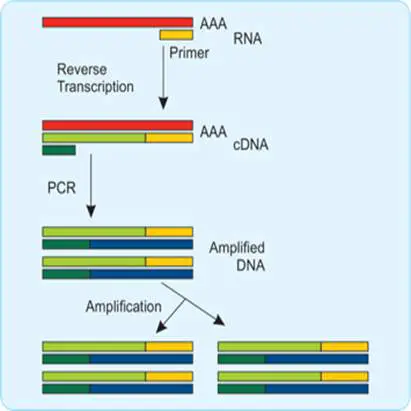 AAA
RNA
Primer
Reverse
Transcription
AAA
cDNA
PCR
Amplified
DNA
Amplification